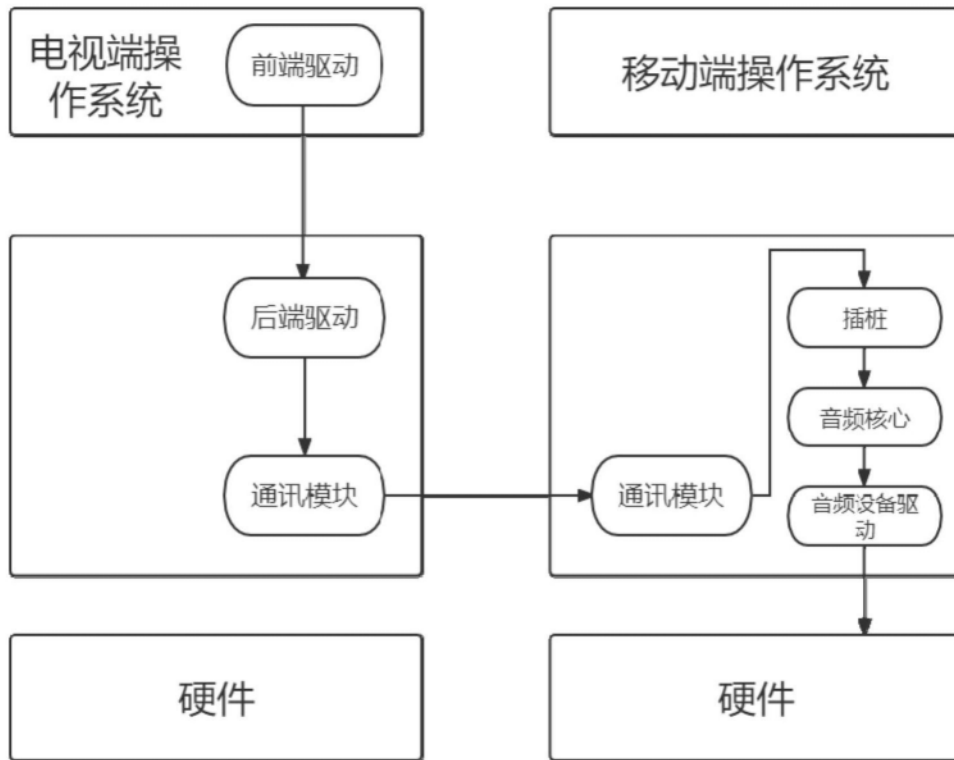 电视端操
作系统
前端驱动
移动端操作系统
后端驱动
通讯模块
通讯模块
插桩
音频核心
音频设备驱
动
硬件
硬件